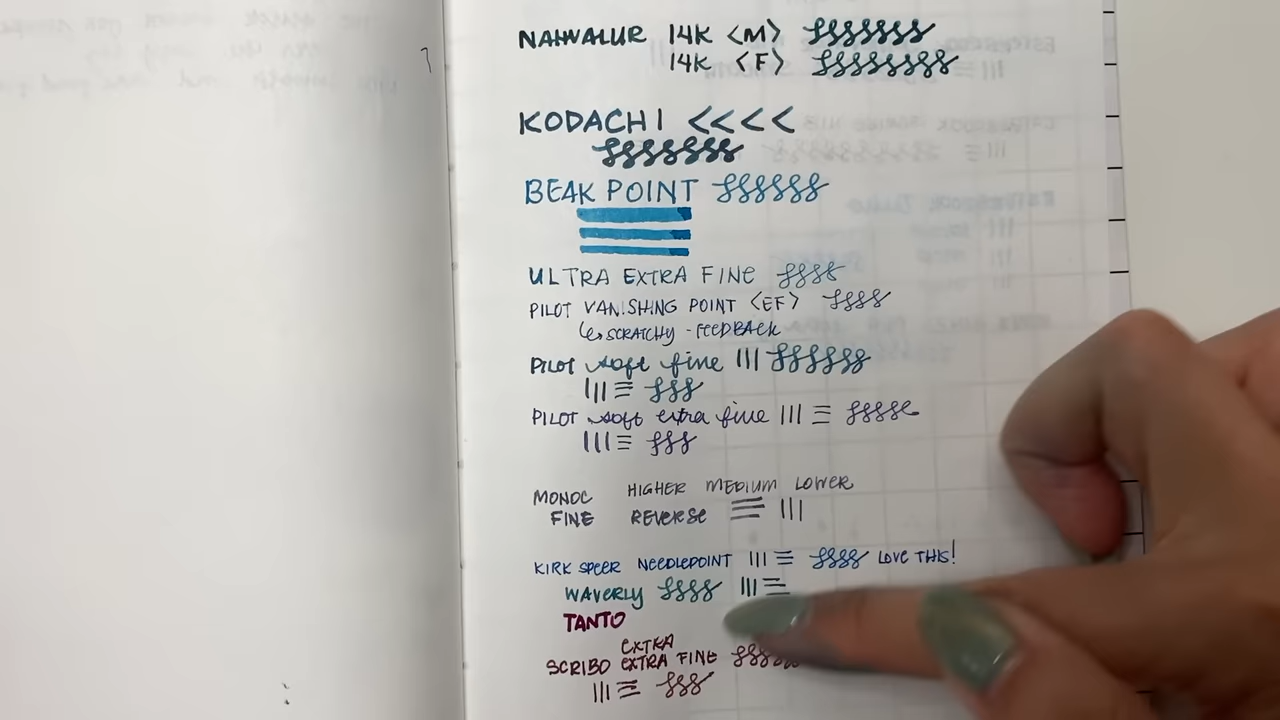 NAHVALUR 14K <M>
14K <F>
KODACHI <<<<
BEAK POINT
ULTRA EXTRA FINE
PILOT VANISHING POINT <EF>
↳ SCRATCHY - FEEDBACK
PILOT soft fine
PILOT soft extra fine
MONOC HIGHER MEDIUM LOWER
FINE REVERSE
KIRK SPEER NEEDLEPOINT LOVE THIS!
WAVERLY
TANTO
EXTRA
SCRIBO EXTRA FINE